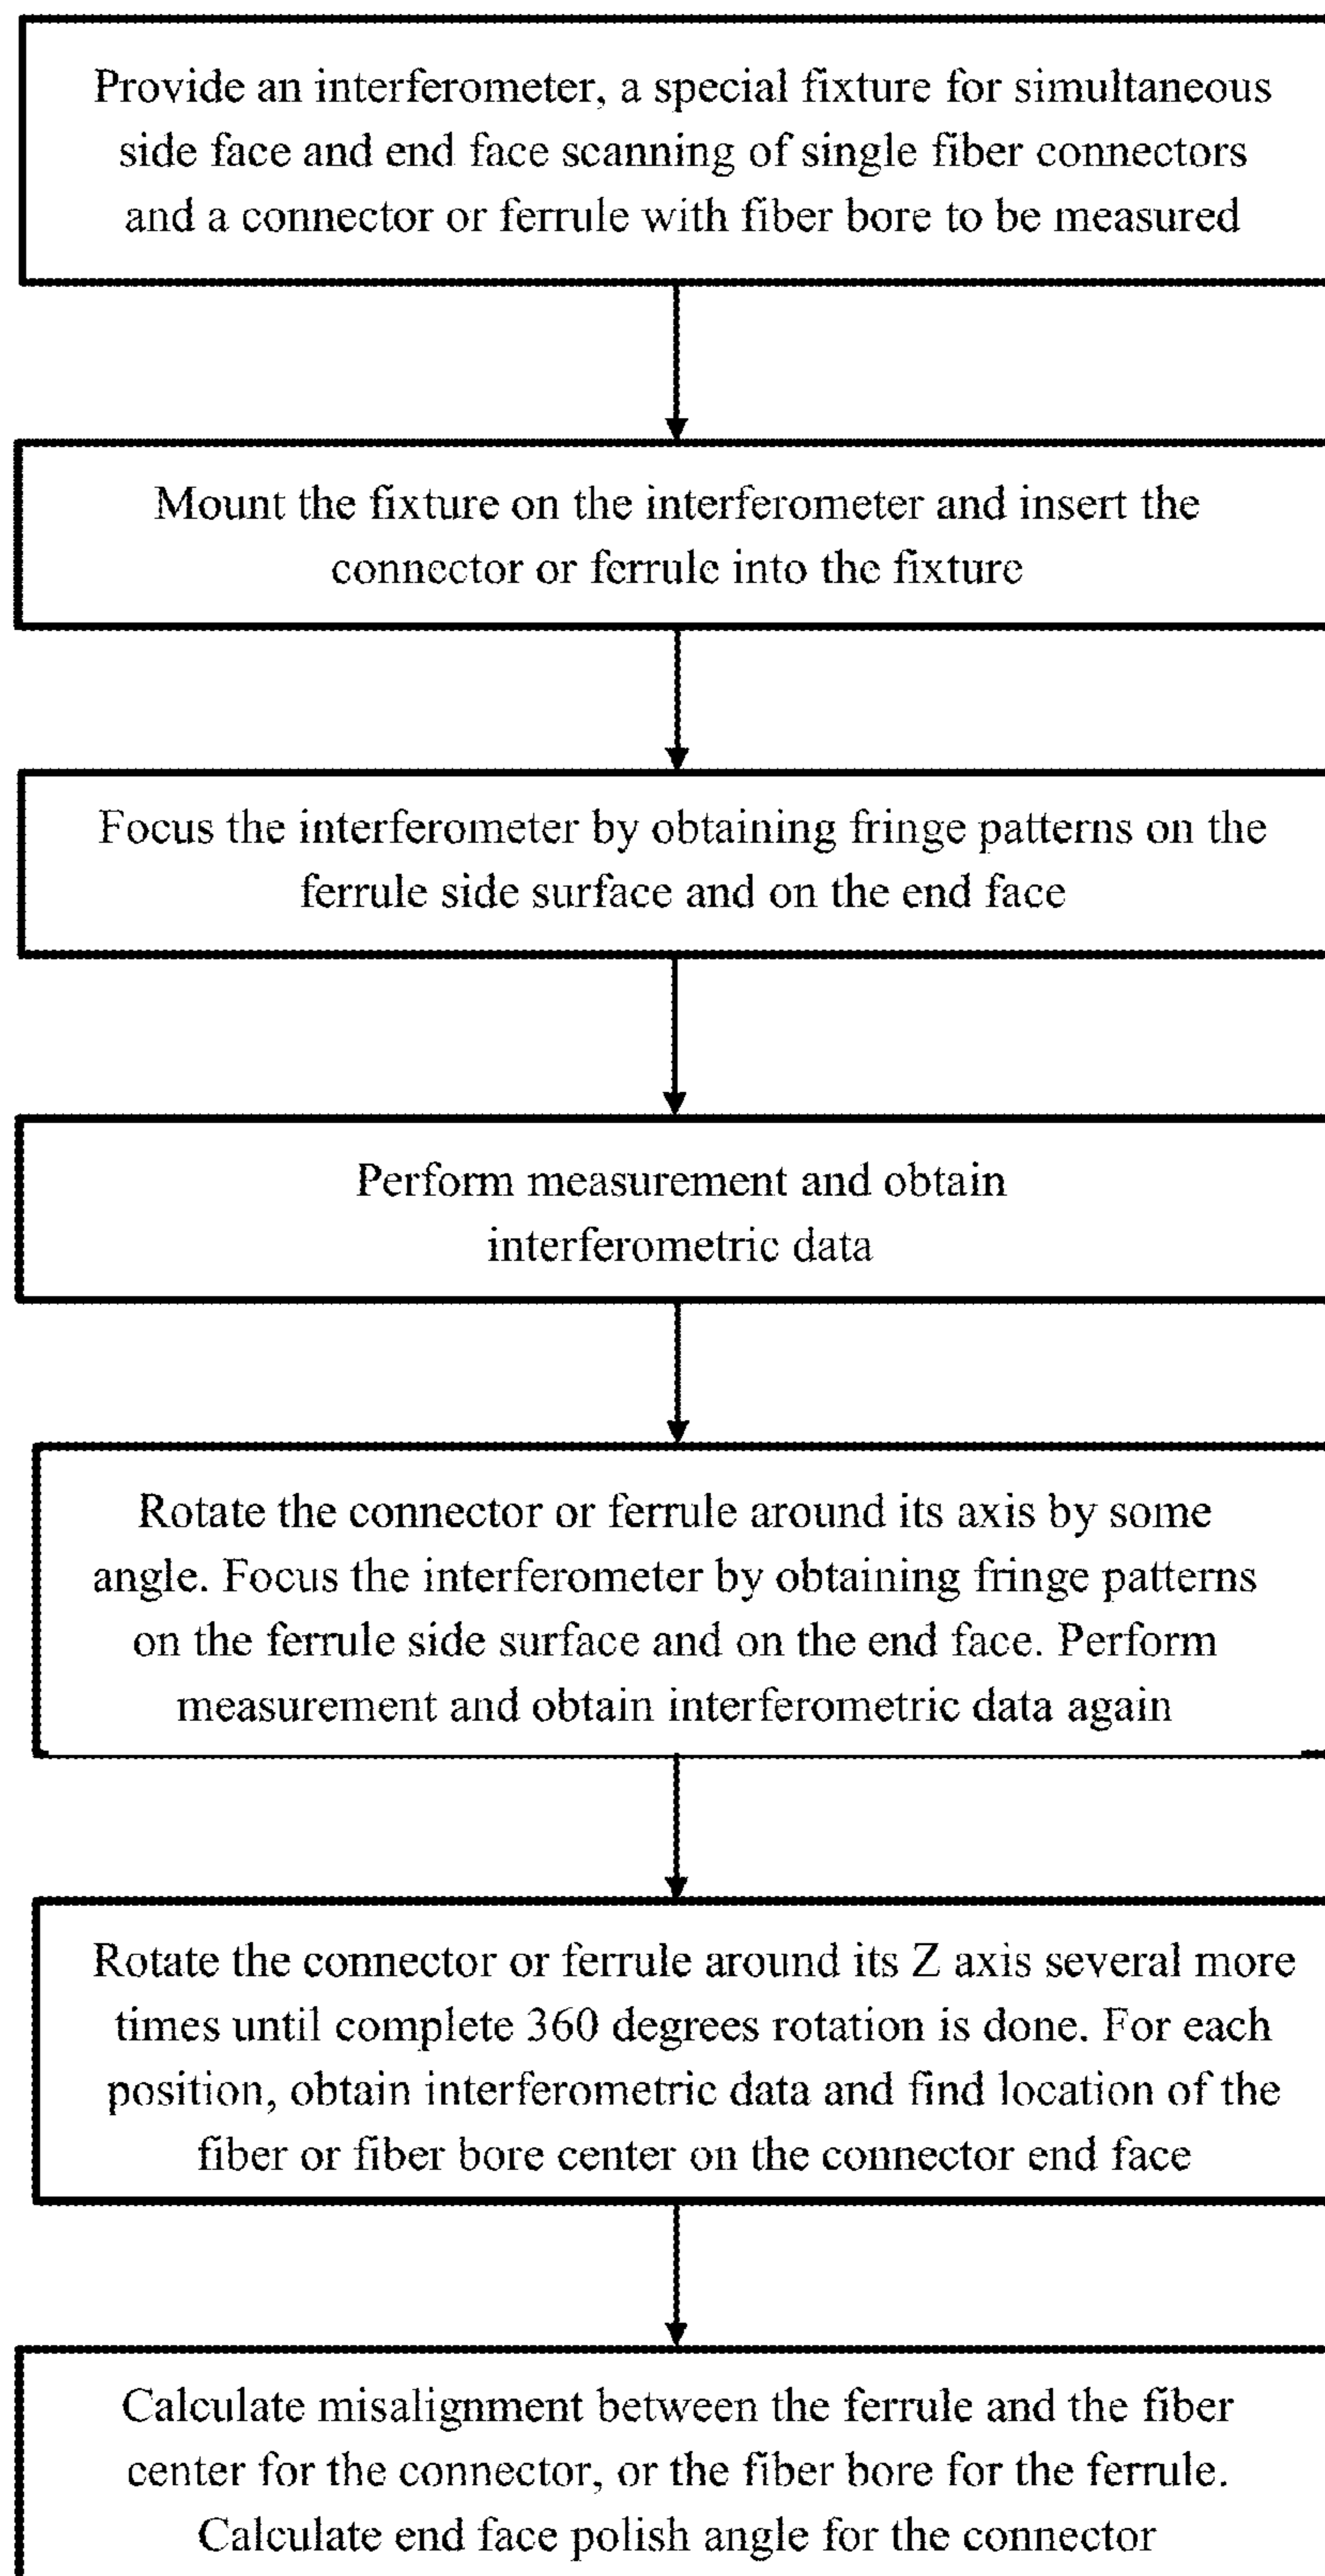 Provide an interferometer, a special fixture for simultaneous
side face and end face scanning of single fiber connectors
and a connector or ferrule with fiber bore to be measured
Mount the fixture on the interferometer and insert the
connector or ferrule into the fixture
Focus the interferometer by obtaining fringe patterns on the
ferrule side surface and on the end face
Perform measurement and obtain
interferometric data
Rotate the connector or ferrule around its axis by some
angle. Focus the interferometer by obtaining fringe patterns
on the ferrule side surface and on the end face. Perform
measurement and obtain interferometric data again
Rotate the connector or ferrule around its Z axis several more
times until complete 360 degrees rotation is done. For each
position, obtain interferometric data and find location of the
fiber or fiber bore center on the connector end face
Calculate misalignment between the ferrule and the fiber
center for the connector, or the fiber bore for the ferrule.
Calculate end face polish angle for the connector